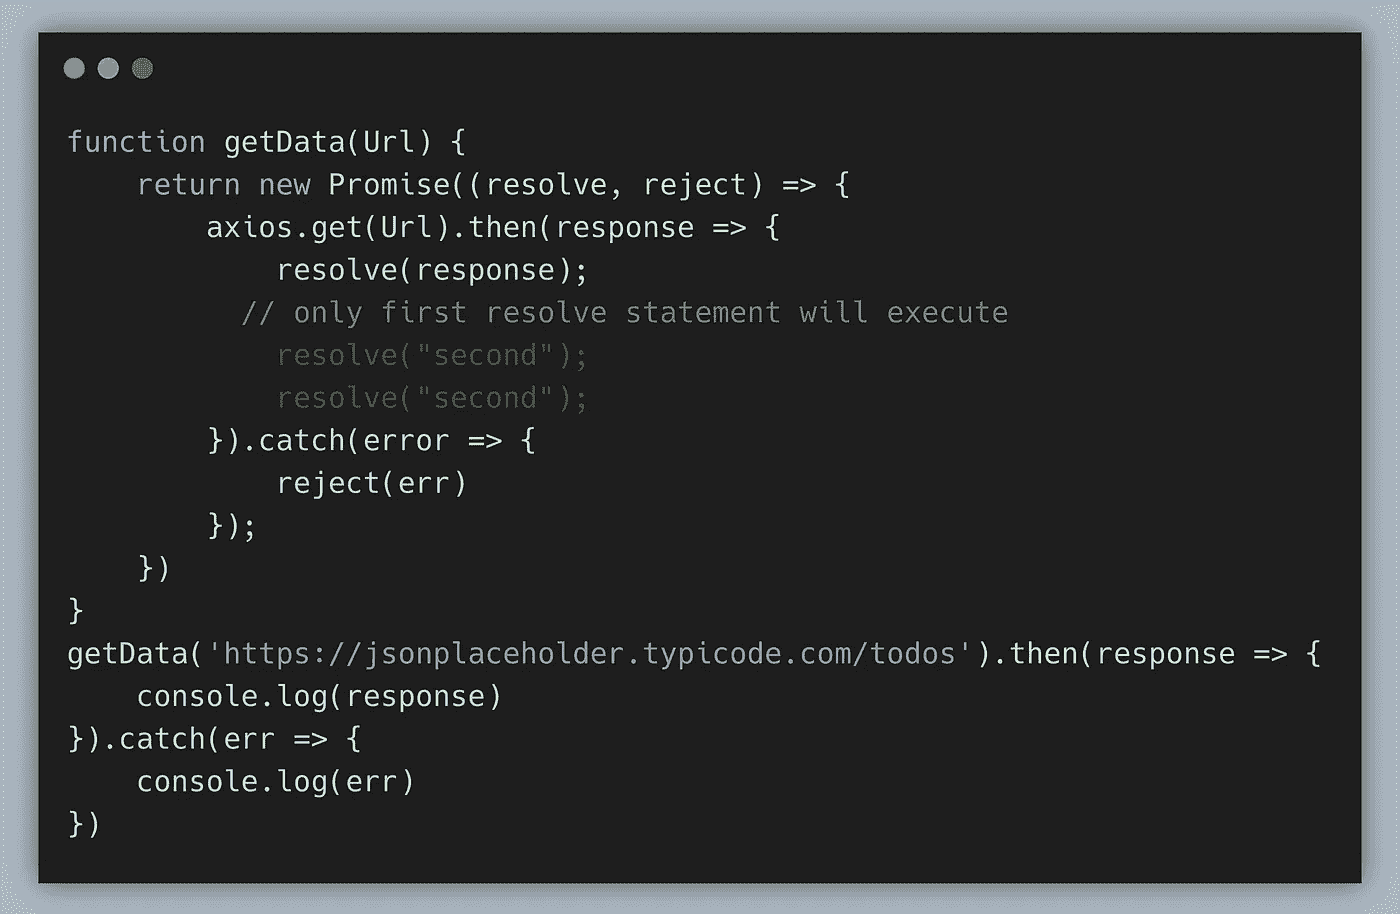 function getData(Url) {
    return new Promise((resolve, reject) => {
        axios.get(Url).then(response => {
            resolve(response);
          // only first resolve statement will execute
            resolve("second");
            resolve("second");
        }).catch(error => {
            reject(err)
        });
    })
}
getData('https://jsonplaceholder.typicode.com/todos').then(response => {
    console.log(response)
}).catch(err => {
    console.log(err)
})